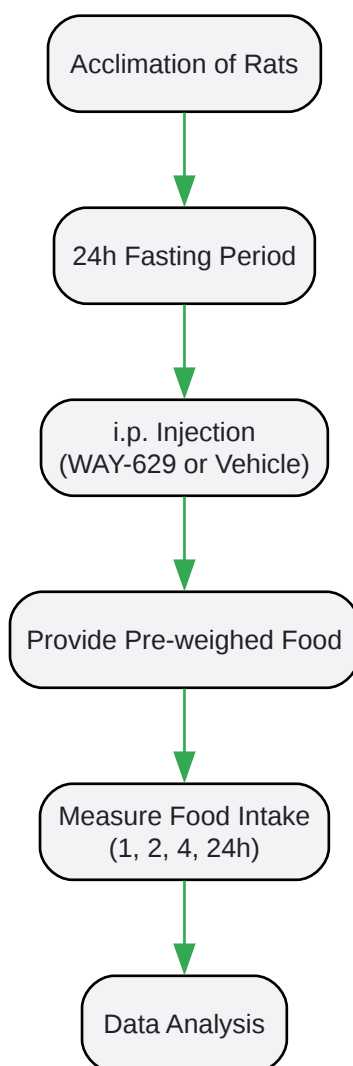 Acclimation of Rats
24h Fasting Period
i.p. Injection
(WAY-629 or Vehicle)
Provide Pre-weighed Food
Measure Food Intake
(1, 2, 4, 24h)
Data Analysis